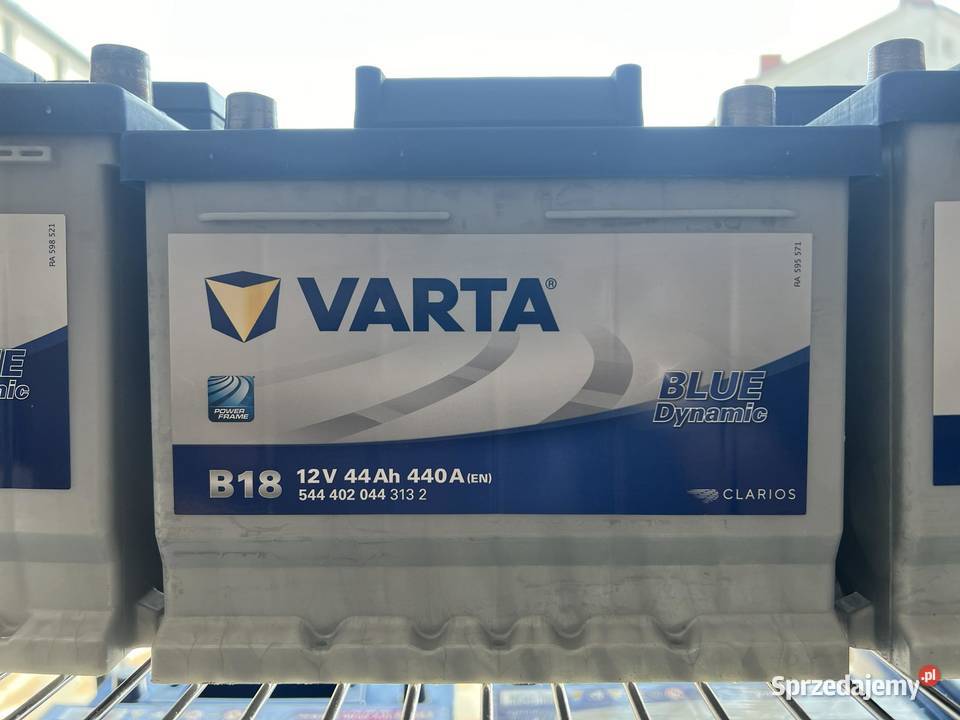 RA 598 521
RA 595 571
VARTA®
POWER
FRAME
BLUE
Dynamic
B18 12V 44Ah 440A (EN)
544 402 044 313 2
CLARIOS
E
nic
Sprzedajemy.pl